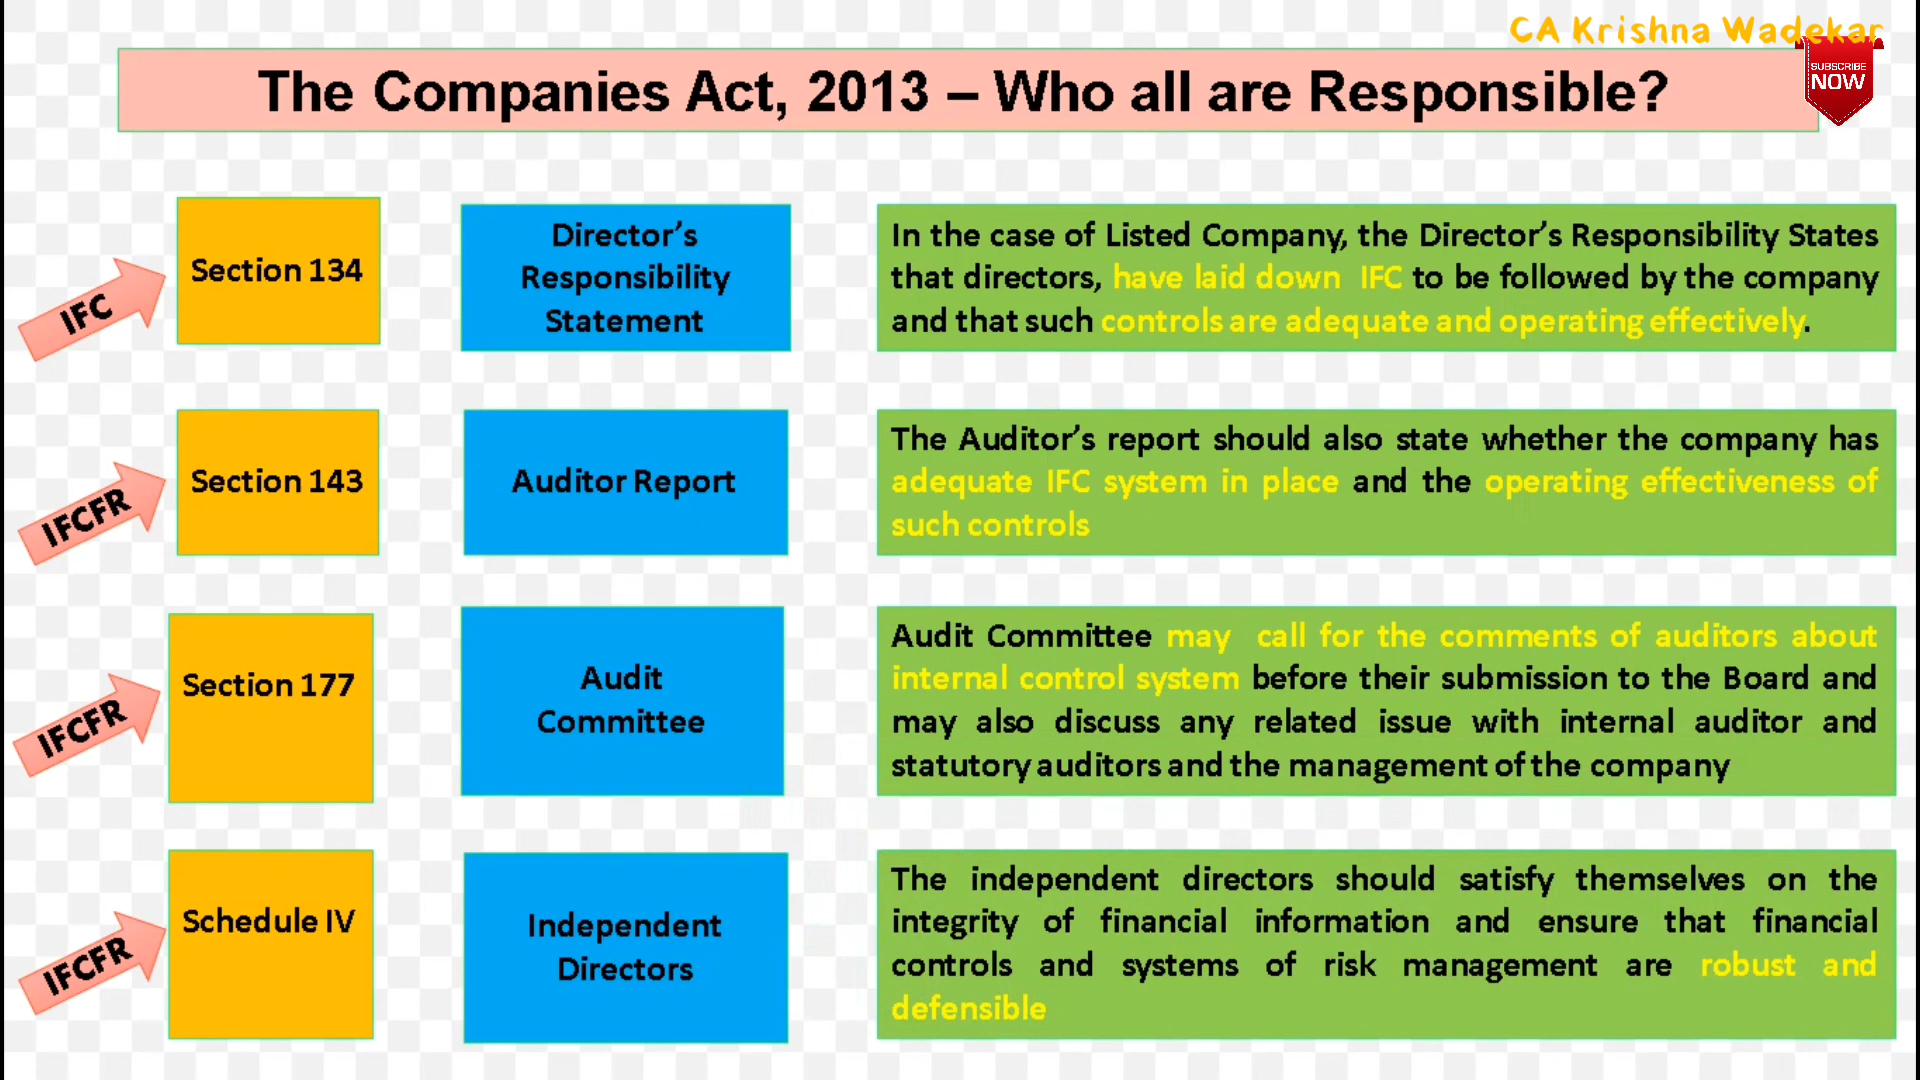 CA Krishna Wadekar
SUBSCRIBE
NOW
The Companies Act, 2013 – Who all are Responsible?
IFC
Section 134
Director’s
Responsibility
Statement
In the case of Listed Company, the Director’s Responsibility States
that directors, have laid down IFC to be followed by the company
and that such controls are adequate and operating effectively.
IFCFR
Section 143
Auditor Report
The Auditor’s report should also state whether the company has
adequate IFC system in place and the operating effectiveness of
such controls
IFCFR
Section 177
Audit
Committee
Audit Committee may call for the comments of auditors about
internal control system before their submission to the Board and
may also discuss any related issue with internal auditor and
statutory auditors and the management of the company
IFCFR
Schedule IV
Independent
Directors
The independent directors should satisfy themselves on the
integrity of financial information and ensure that financial
controls and systems of risk management are robust and
defensible